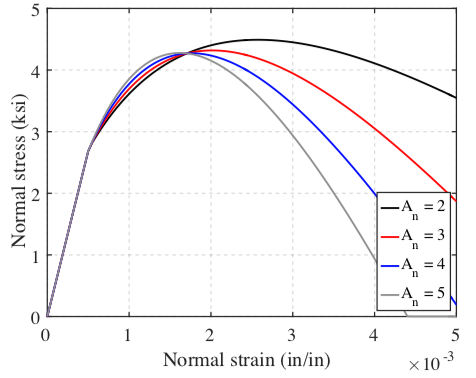 5
4
3
2
1
0
Normal stress (ksi)
A_n = 2
A_n = 3
A_n = 4
A_n = 5
0 1 2 3 4 5
Normal strain (in/in)
×10^-3